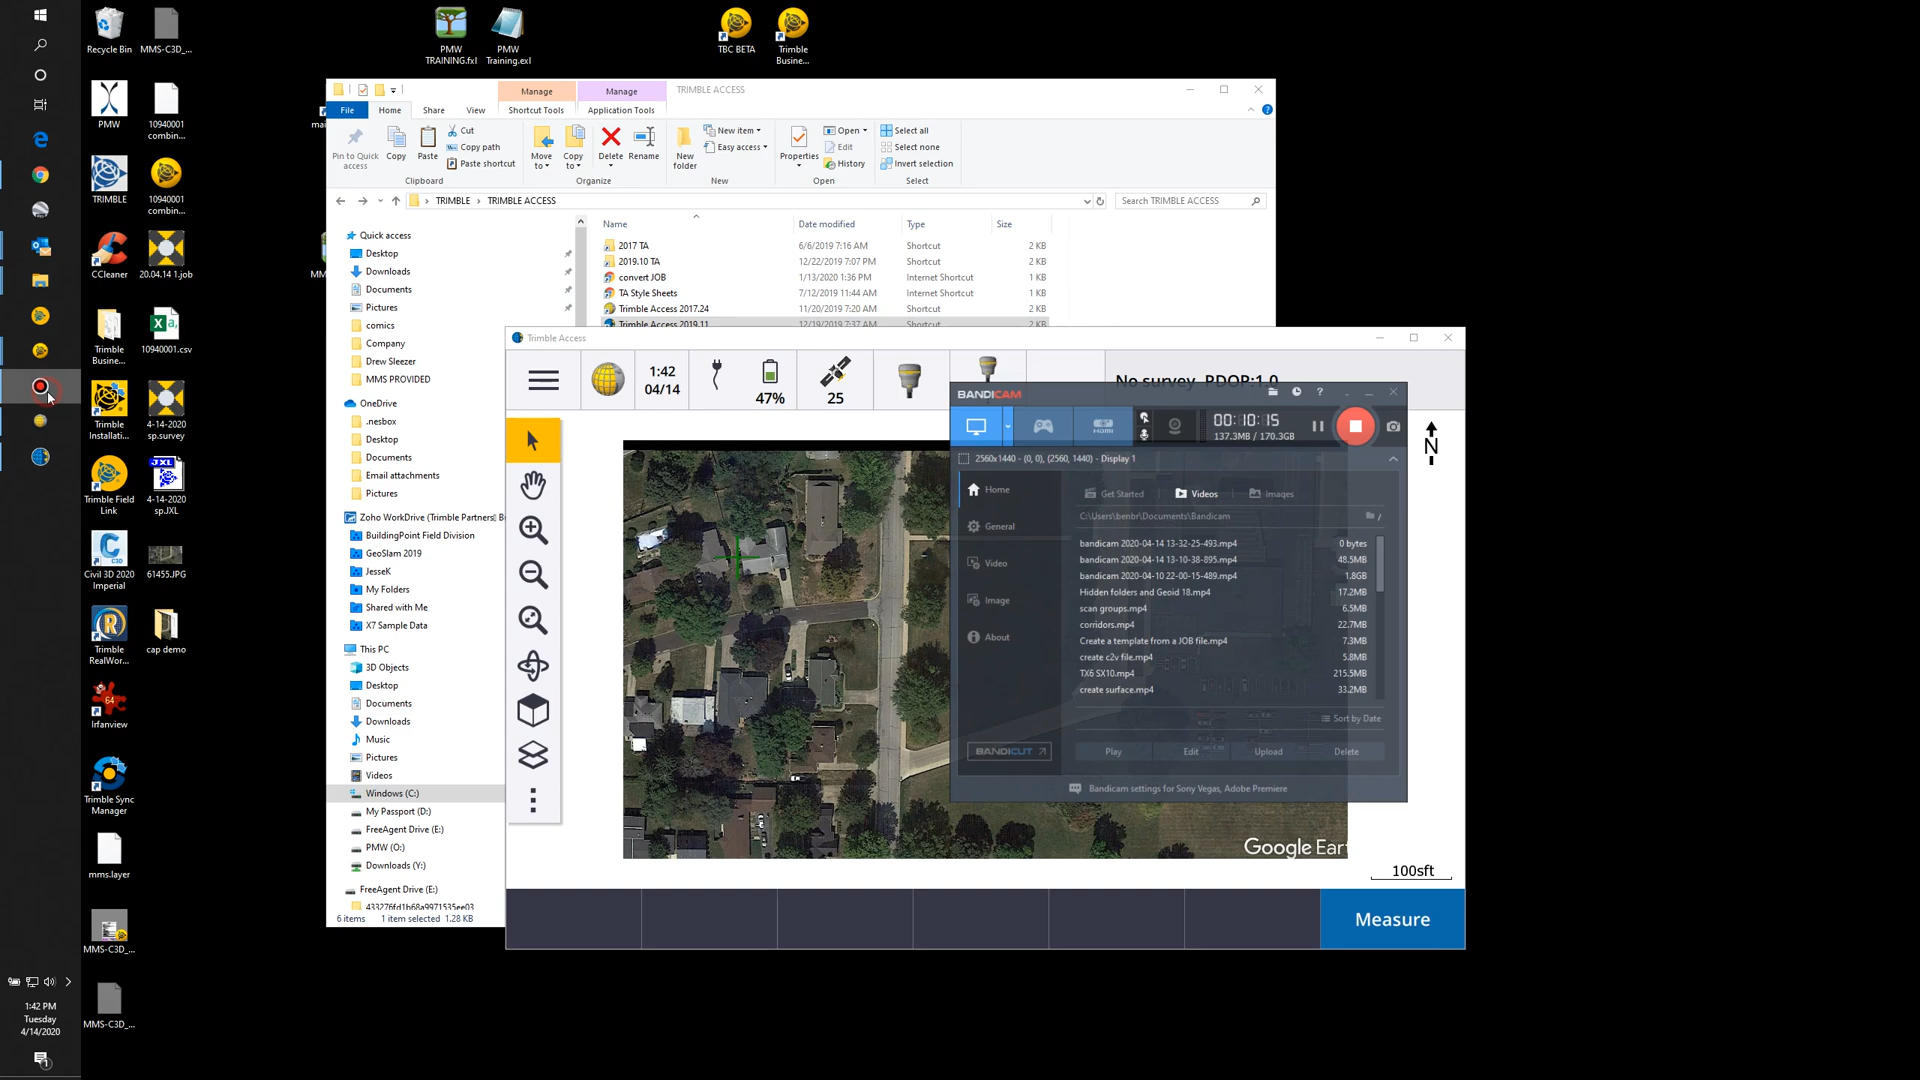 Recycle Bin
MMS-C3D_...
PMW
TRAINING.fxl
PMW
Training.exl
TBC BETA
Trimble
Busine...
PMW
10940001
combin...
TRIMBLE
10940001
combin...
CCleaner
20.04.14 1.job
Trimble
Busine...
10940001.csv
Trimble
Installati...
4-14-2020
sp.survey
Trimble Field
Link
4-14-2020
sp.JXL
Civil 3D 2020
Imperial
61455.JPG
Trimble
RealWor...
cap demo
Irfanview
Trimble Sync
Manager
mms.layer
MMS-C3D_...
MMS-C3D_...
1:42 PM
Tuesday
4/14/2020
Manage
Manage
TRIMBLE ACCESS
File
Home
Share
View
Shortcut Tools
Application Tools
Pin to Quick
access
Copy
Paste
Cut
Copy path
Paste shortcut
Move
to
Copy
to
Delete
Rename
New
folder
New item
Easy access
Properties
Open
Edit
History
Select all
Select none
Invert selection
Clipboard
Organize
New
Open
Select
TRIMBLE
TRIMBLE ACCESS
Search TRIMBLE ACCESS
Name
Date modified
Type
Size
2017 TA
6/6/2019 7:16 AM
Shortcut
2 KB
2019.10 TA
12/22/2019 7:07 PM
Shortcut
2 KB
convert JOB
1/13/2020 1:36 PM
Internet Shortcut
1 KB
TA Style Sheets
7/12/2019 11:44 AM
Internet Shortcut
1 KB
Trimble Access 2017.24
11/20/2019 7:20 AM
Shortcut
2 KB
Trimble Access 2019.11
12/19/2019 7:37 AM
Shortcut
2 KB
Quick access
Desktop
Downloads
Documents
Pictures
comics
Company
Drew Sleezer
MMS PROVIDED
OneDrive
.nesbox
Desktop
Documents
Email attachments
Pictures
Zoho WorkDrive (Trimble Partners) B
BuildingPoint Field Division
GeoSlam 2019
JesseK
My Folders
Shared with Me
X7 Sample Data
This PC
3D Objects
Desktop
Documents
Downloads
Music
Pictures
Videos
Windows (C:)
My Passport (D:)
FreeAgent Drive (E:)
PMW (O:)
Downloads (Y:)
FreeAgent Drive (E:)
433276fd1b68a9971535ee03
6 items
1 item selected 1.28 KB
Trimble Access
1:42
04/14
47%
25
No survey PDOP:1.0
N
Google Eart
100sft
Measure
BANDICAM
00:10:15
137.3MB / 170.3GB
2560x1440 - (0, 0), (2560, 1440) - Display 1
Home
General
Video
Image
About
BANDICUT
Get Started
Videos
Images
C:\Users\benbr\Documents\Bandicam
bandicam 2020-04-14 13-32-25-493.mp4
0 bytes
bandicam 2020-04-14 13-10-38-895.mp4
48.5MB
bandicam 2020-04-10 22-00-15-489.mp4
1.8GB
Hidden folders and Geoid 18.mp4
17.2MB
scan groups.mp4
6.5MB
corridors.mp4
22.7MB
Create a template from a JOB file.mp4
7.3MB
create c2v file.mp4
5.8MB
TX6 SX10.mp4
215.5MB
create surface.mp4
33.2MB
Sort by Date
Play
Edit
Upload
Delete
Bandicam settings for Sony Vegas, Adobe Premiere